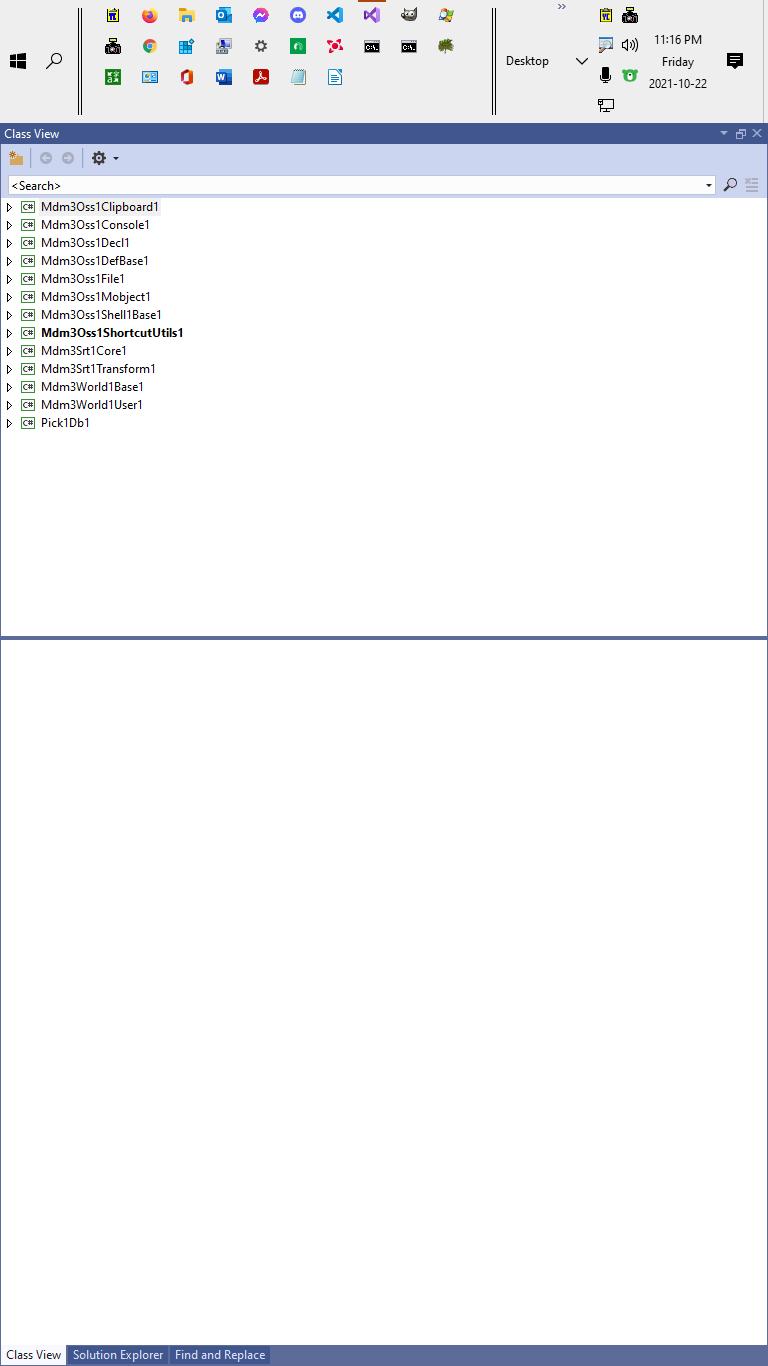 11:16 PM
Desktop
Friday
2021-10-22
Class View
<Search>
C# Mdm3Oss1Clipboard1
C# Mdm3Oss1Console1
C# Mdm3Oss1Decl1
C# Mdm3Oss1DefBase1
C# Mdm3Oss1File1
C# Mdm3Oss1Mobject1
C# Mdm3Oss1Shell1Base1
C# Mdm3Oss1ShortcutUtils1
C# Mdm3Srt1Core1
C# Mdm3Srt1Transform1
C# Mdm3World1Base1
C# Mdm3World1User1
C# Pick1Db1
Class View Solution Explorer Find and Replace